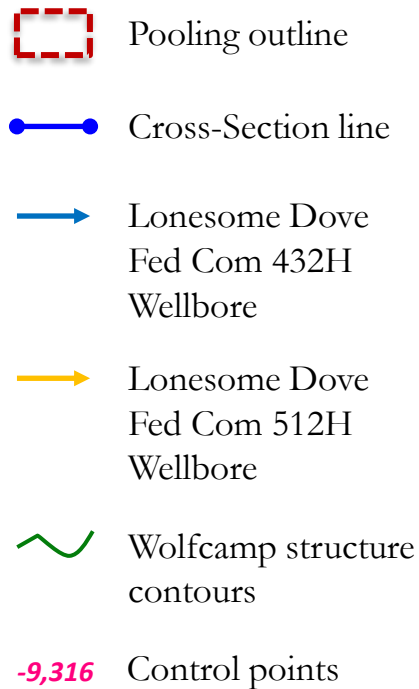 Pooling outline
Cross-Section line
Lonesome Dove
Fed Com 432H
Wellbore
Lonesome Dove
Fed Com 512H
Wellbore
Wolfcamp structure
contours
-9,316 Control points